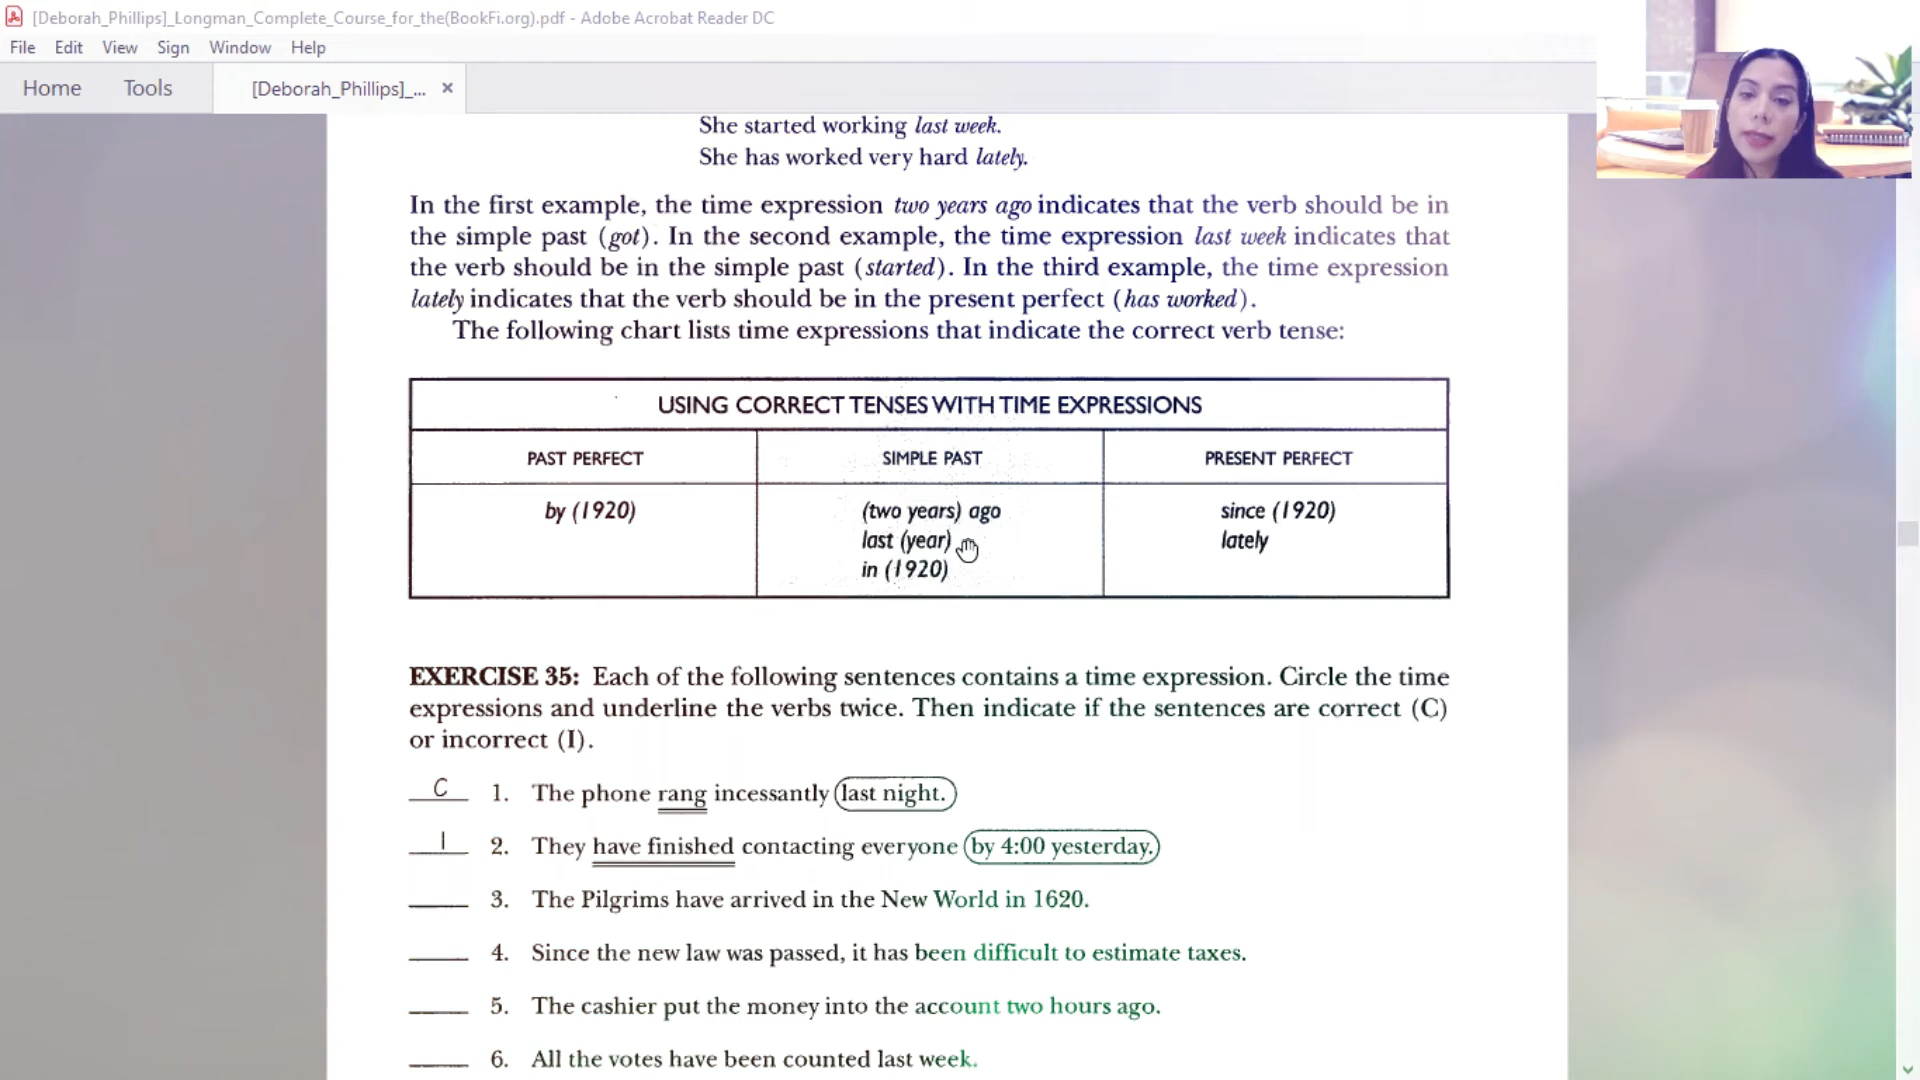 [Deborah_Phillips]_Longman_Complete_Course_for_the(BookFi.org).pdf - Adobe Acrobat Reader DC
File Edit View Sign Window Help
Home Tools [Deborah_Phillips]_... ×
She started working last week.
She has worked very hard lately.
In the first example, the time expression two years ago indicates that the verb should be in
the simple past (got). In the second example, the time expression last week indicates that
the verb should be in the simple past (started). In the third example, the time expression
lately indicates that the verb should be in the present perfect (has worked).
The following chart lists time expressions that indicate the correct verb tense:
USING CORRECT TENSES WITH TIME EXPRESSIONS
PAST PERFECT SIMPLE PAST PRESENT PERFECT
by (1920) (two years) ago since (1920)
last (year) lately
in (1920)
EXERCISE 35: Each of the following sentences contains a time expression. Circle the time
expressions and underline the verbs twice. Then indicate if the sentences are correct (C)
or incorrect (I).
C 1. The phone rang incessantly last night.
I 2. They have finished contacting everyone by 4:00 yesterday.
3. The Pilgrims have arrived in the New World in 1620.
4. Since the new law was passed, it has been difficult to estimate taxes.
5. The cashier put the money into the account two hours ago.
6. All the votes have been counted last week.